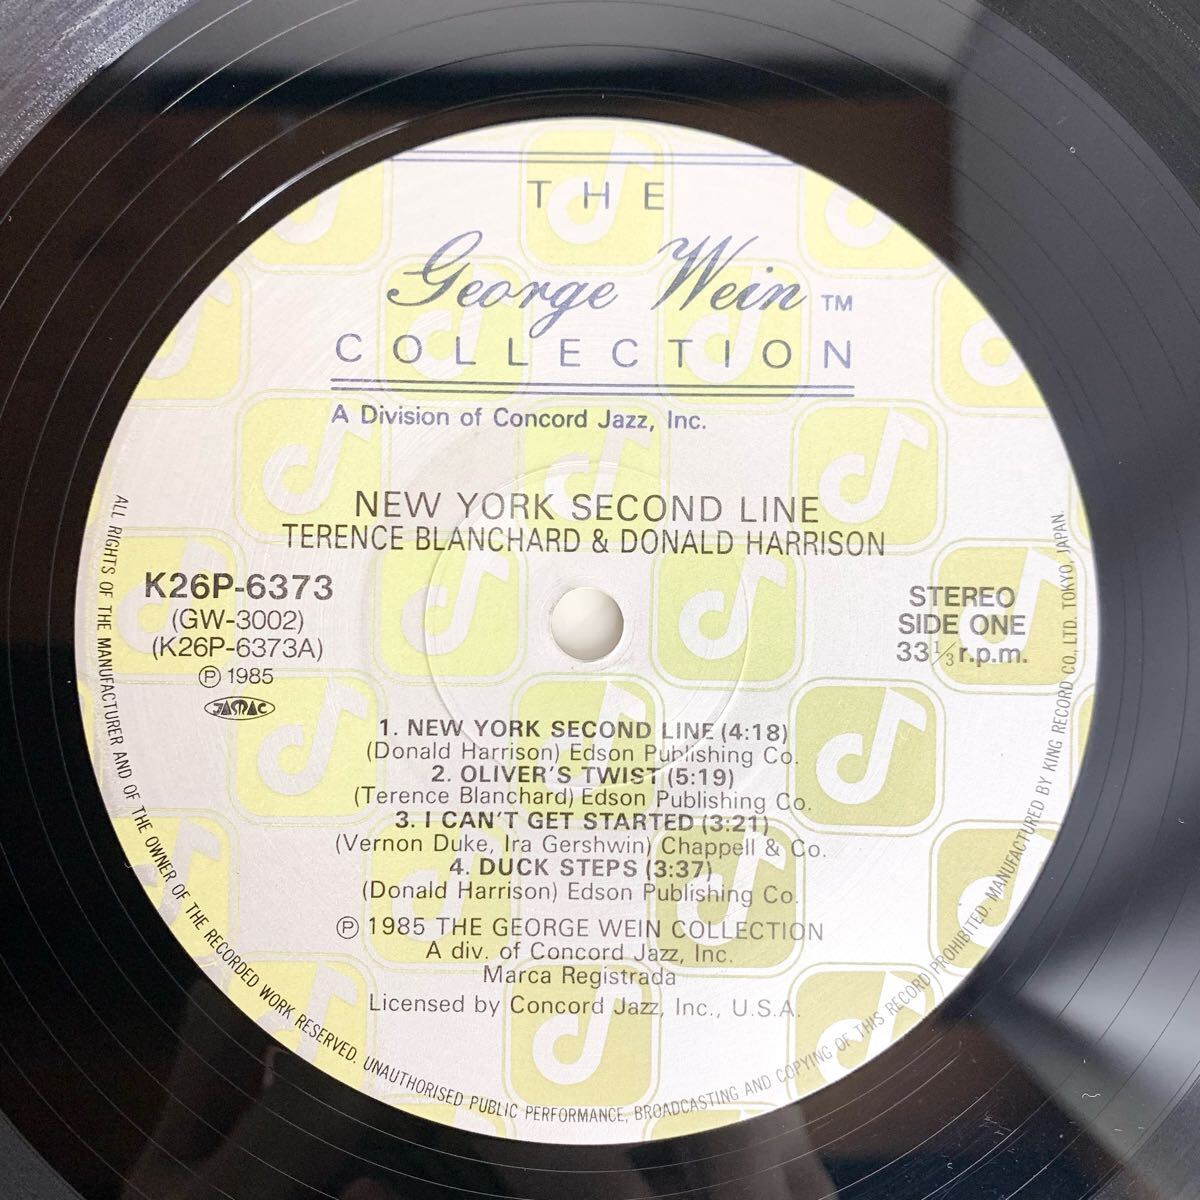 THE
George Wein TM
COLLECTION
A Division of Concord Jazz, Inc.
NEW YORK SECOND LINE
TERENCE BLANCHARD & DONALD HARRISON
K26P-6373
(GW-3002)
(K26P-6373A)
Ⓟ 1985
JASRAC
STEREO
SIDE ONE
33 1/3 r.p.m.
1. NEW YORK SECOND LINE (4:18)
(Donald Harrison) Edson Publishing Co.
2. OLIVER'S TWIST (5:19)
(Terence Blanchard) Edson Publishing Co.
3. I CAN'T GET STARTED (3:21)
(Vernon Duke, Ira Gershwin) Chappell & Co.
4. DUCK STEPS (3:37)
(Donald Harrison) Edson Publishing Co.
Ⓟ 1985 THE GEORGE WEIN COLLECTION
A div. of Concord Jazz, Inc.
Marca Registrada
Licensed by Concord Jazz, Inc., U.S.A.
ALL RIGHTS OF THE MANUFACTURER AND OF THE OWNER OF THE RECORDED WORK RESERVED. UNAUTHORISED PUBLIC PERFORMANCE, BROADCASTING AND COPYING OF THIS RECORD PROHIBITED. MANUFACTURED BY KING RECORD CO., LTD. TOKYO, JAPAN.